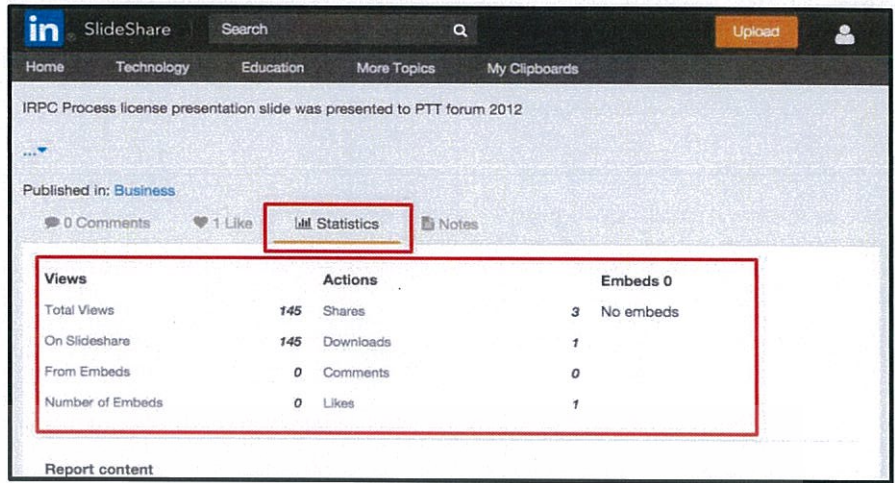 in SlideShare Search Upload
Home Technology Education More Topics My Clipboards
IRPC Process license presentation slide was presented to PTT forum 2012
...
Published in: Business
0 Comments 1 Like Statistics Notes
Views Actions Embeds 0
Total Views 145 Shares 3 No embeds
On Slideshare 145 Downloads 1
From Embeds 0 Comments 0
Number of Embeds 0 Likes 1
Report content